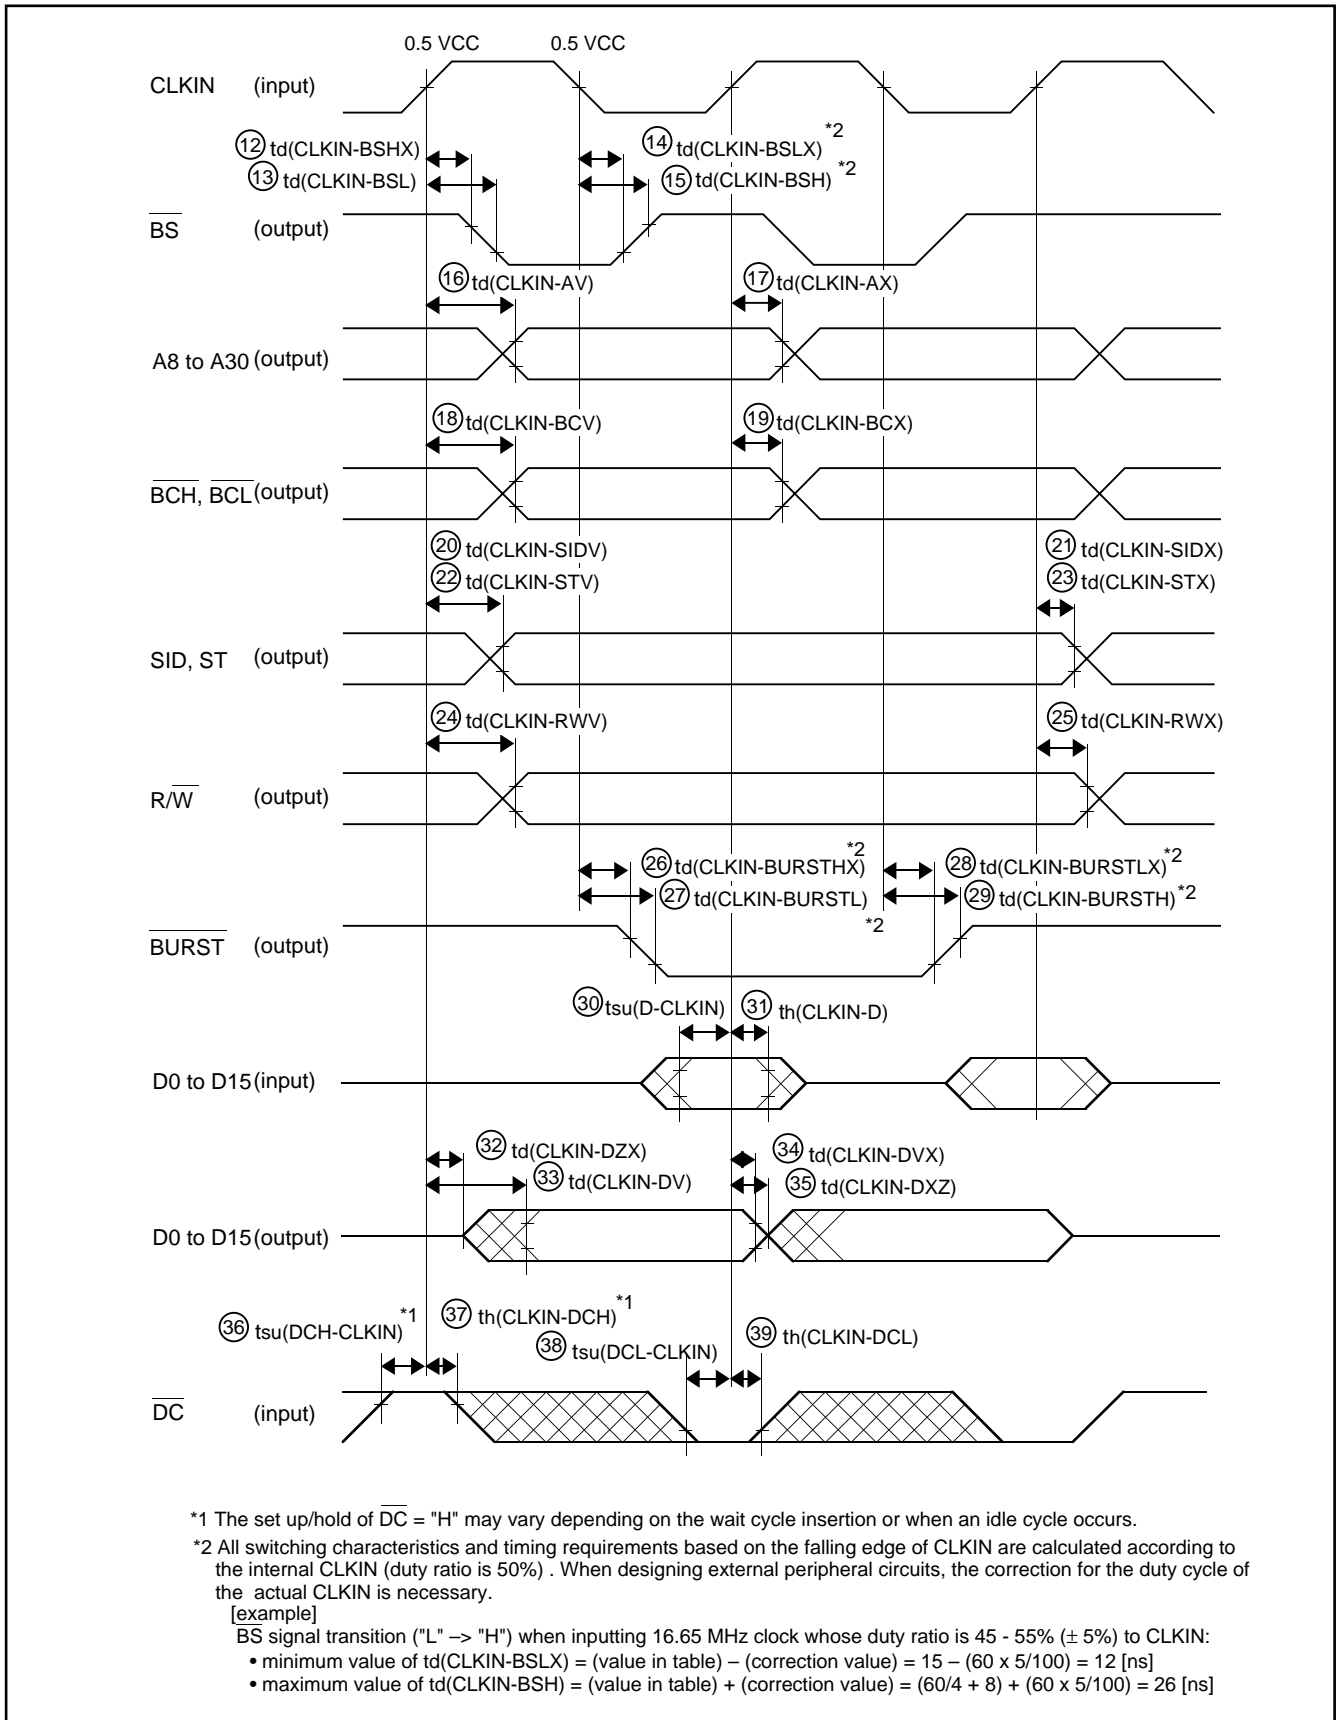 0.5 VCC 0.5 VCC
CLKIN (input)
12 td(CLKIN-BSHX) 14 td(CLKIN-BSLX) *2
13 td(CLKIN-BSL) 15 td(CLKIN-BSH) *2
BS (output)
16 td(CLKIN-AV) 17 td(CLKIN-AX)
A8 to A30 (output)
18 td(CLKIN-BCV) 19 td(CLKIN-BCX)
BCH, BCL (output)
20 td(CLKIN-SIDV) 21 td(CLKIN-SIDX)
22 td(CLKIN-STV) 23 td(CLKIN-STX)
SID, ST (output)
24 td(CLKIN-RWV) 25 td(CLKIN-RWX)
R/W (output)
26 td(CLKIN-BURSTHX) *2 28 td(CLKIN-BURSTLX) *2
27 td(CLKIN-BURSTL) *2 29 td(CLKIN-BURSTH) *2
BURST (output)
30 tsu(D-CLKIN) 31 th(CLKIN-D)
D0 to D15 (input)
32 td(CLKIN-DZX) 34 td(CLKIN-DVX)
33 td(CLKIN-DV) 35 td(CLKIN-DXZ)
D0 to D15 (output)
36 tsu(DCH-CLKIN) *1 37 th(CLKIN-DCH) *1
38 tsu(DCL-CLKIN) 39 th(CLKIN-DCL)
DC (input)
*1 The set up/hold of DC = "H" may vary depending on the wait cycle insertion or when an idle cycle occurs.
*2 All switching characteristics and timing requirements based on the falling edge of CLKIN are calculated according to
the internal CLKIN (duty ratio is 50%) . When designing external peripheral circuits, the correction for the duty cycle of
the actual CLKIN is necessary.
[example]
BS signal transition ("L" –> "H") when inputting 16.65 MHz clock whose duty ratio is 45 - 55% (± 5%) to CLKIN:
• minimum value of td(CLKIN-BSLX) = (value in table) – (correction value) = 15 – (60 x 5/100) = 12 [ns]
• maximum value of td(CLKIN-BSH) = (value in table) + (correction value) = (60/4 + 8) + (60 x 5/100) = 26 [ns]